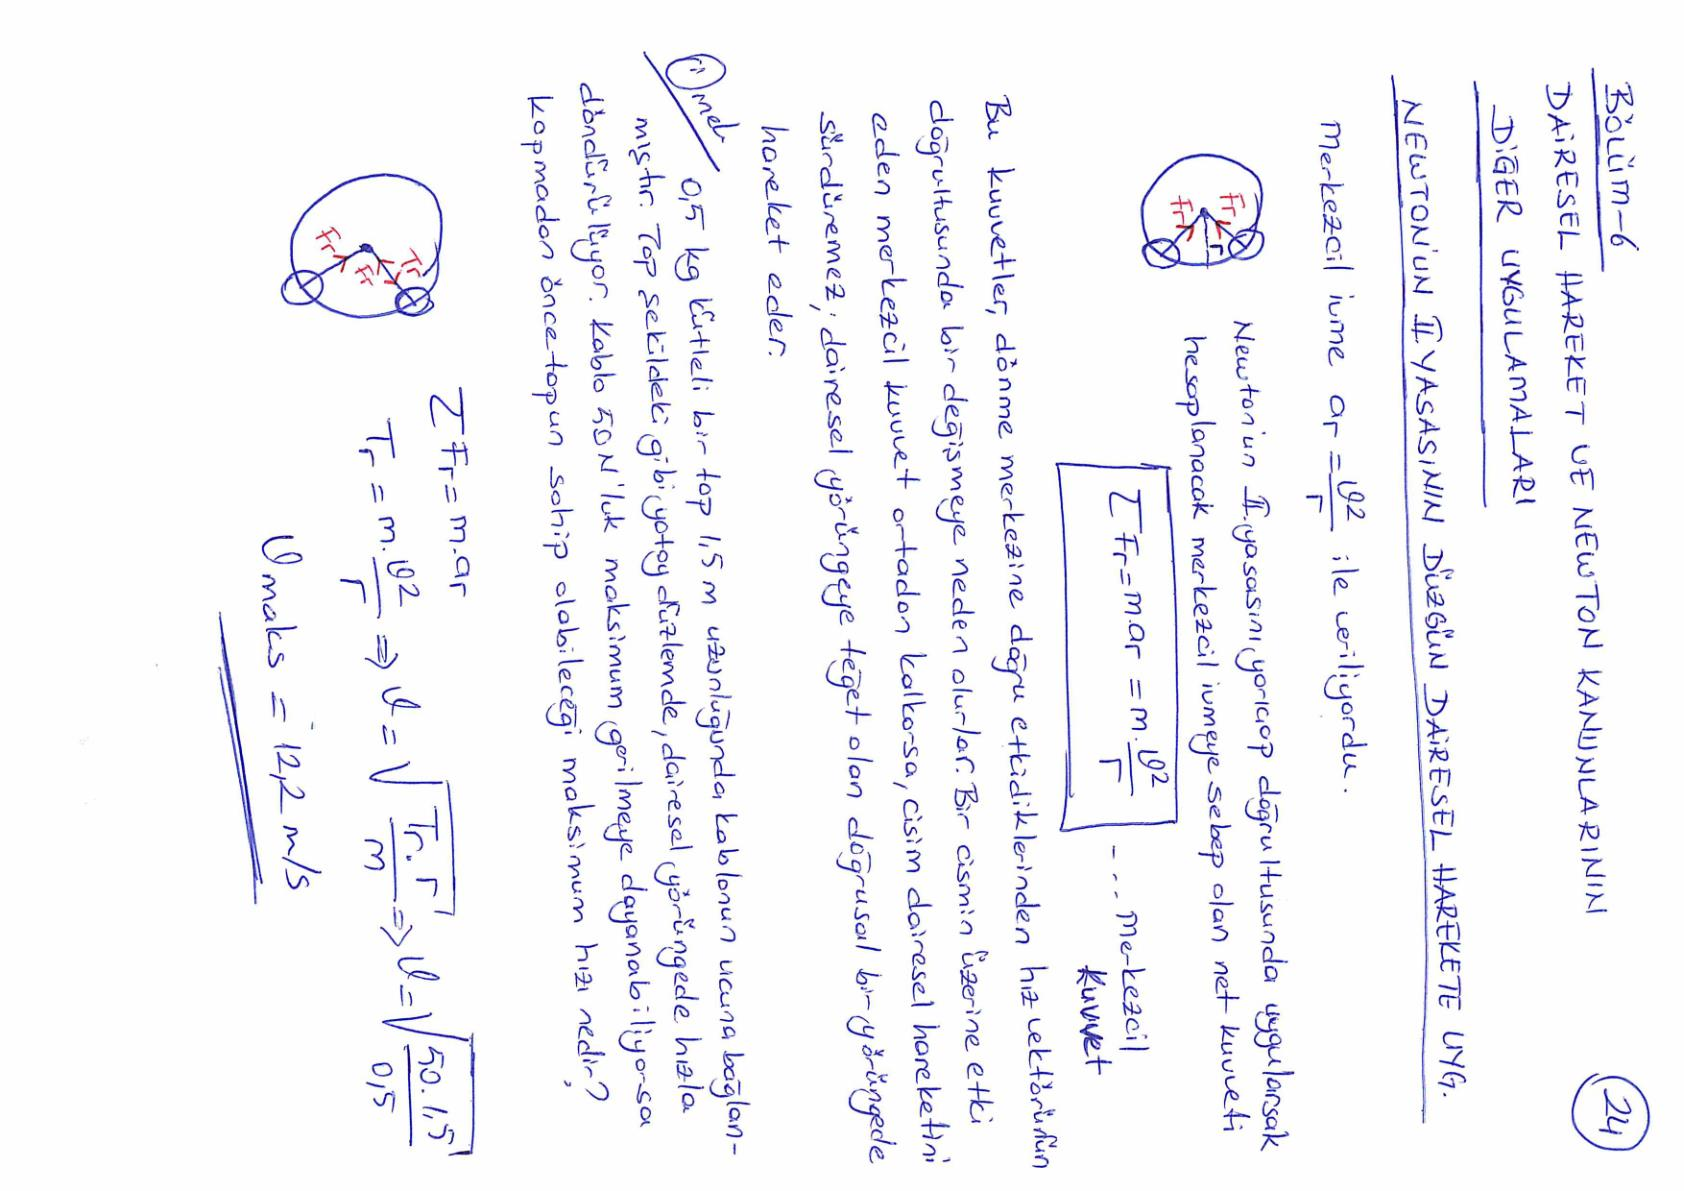 24
Bölüm-6
DAİRESEL HAREKET VE NEWTON KANUNLARININ
DİĞER UYGULAMALARI
NEWTON'UN II. YASASININ DÜZGÜN DAİRESEL HAREKETE UYG.
Merkezcil ivme ar = ϑ²/r ile veriliyordu.
Fr Fr r
Newton'un II. yasasını yarıçap doğrultusunda uygularsak
hesaplanacak merkezcil ivmeye sebep olan net kuvveti
ΣFr = m.ar = m.ϑ²/r .... Merkezcil
Kuvvet
Bu kuvvetler, dönme merkezine doğru etkidiklerinden hız vektörünün
doğrultusunda bir değişmeye neden olurlar. Bir cismin üzerine etki
eden merkezcil kuvvet ortadan kalkarsa, cisim dairesel hareketini
sürdüremez; dairesel yörüngeye teğet olan doğrusal bir yörüngede
hareket eder.
Örnek 0,5 kg kütleli bir top 1,5 m uzunluğunda kablonun ucuna bağlan-
mıştır. Top şekildeki gibi yatay düzlemde, dairesel yörüngede hızla
döndürülüyor. Kablo 50N'luk maksimum gerilmeye dayanabiliyorsa
kopmadan önce topun sahip olabileceği maksimum hızı nedir?
Fr Fr Tr
ΣFr = m.ar
Tr = m.ϑ²/r ⇒ ϑ = √(Tr.r/m) ⇒ ϑ = √(50.1,5/0,5)
ϑmaks = 12,2 m/s